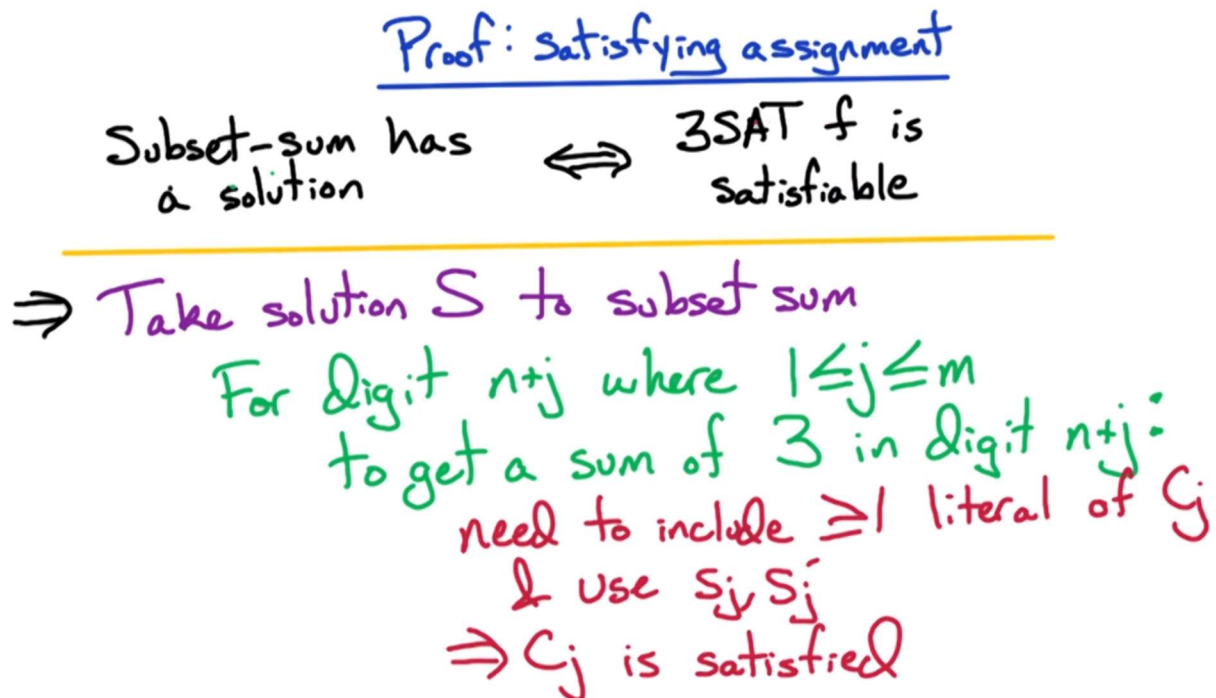 Proof: satisfying assignment
Subset-sum has a solution ⇔ 3SAT f is satisfiable
⇒ Take solution S to subset sum
For digit n+j where 1≤j≤m
to get a sum of 3 in digit n+j:
need to include ≥1 literal of Cj
& use Sj, Sj'
⇒ Cj is satisfied